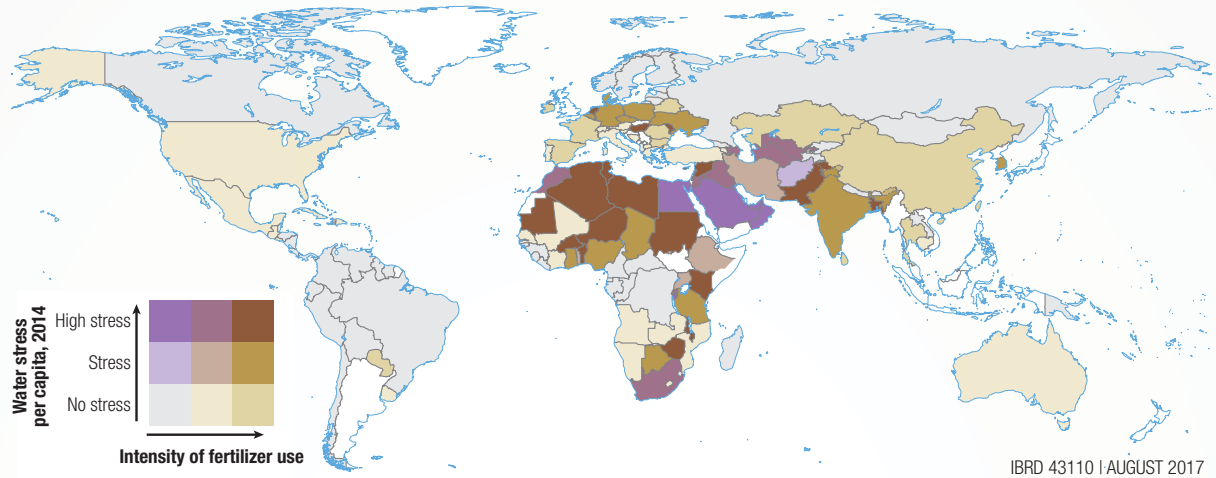 Water stress
per capita, 2014
High stress
Stress
No stress
Intensity of fertilizer use
IBRD 43110 | AUGUST 2017